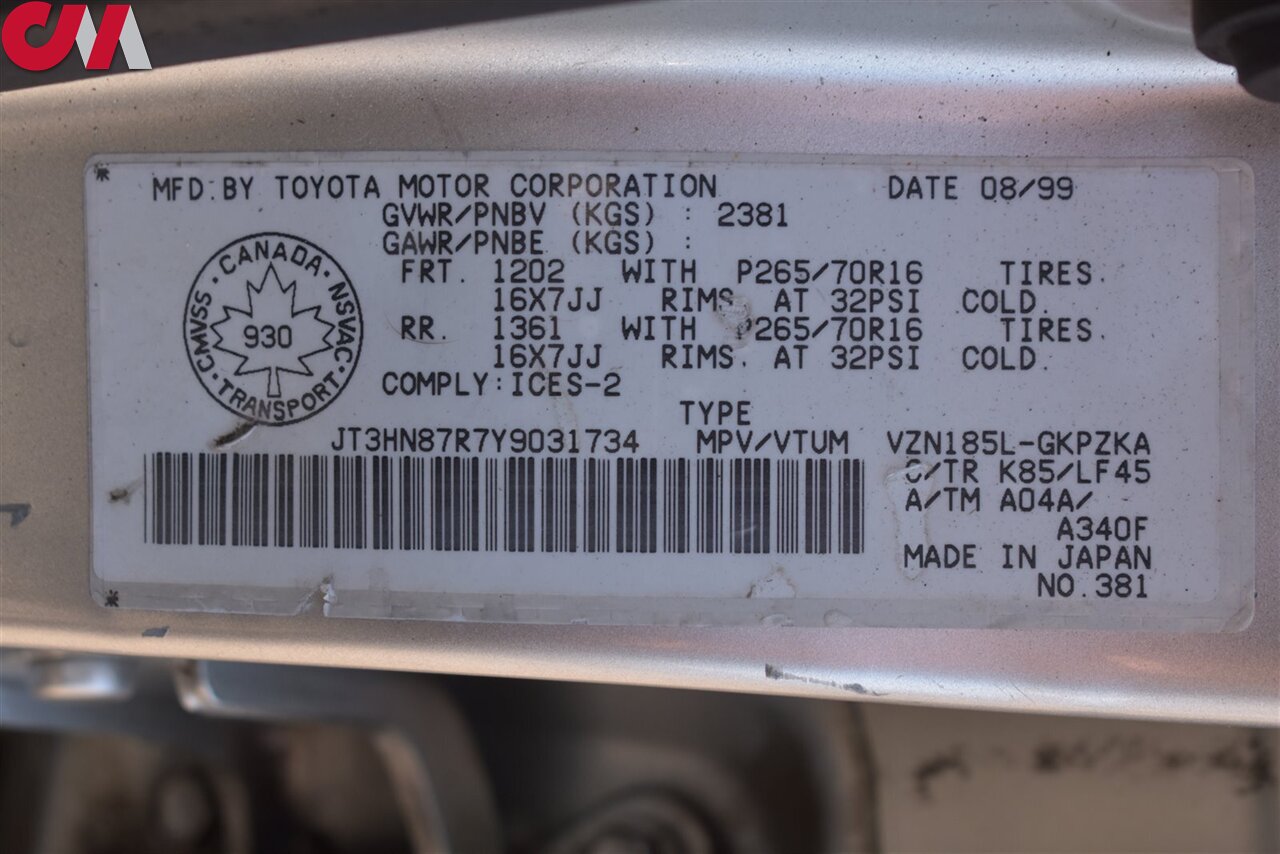 CMA
MFD. BY TOYOTA MOTOR CORPORATION DATE 08/99
GVWR/PNBV (KGS) : 2381
GAWR/PNBE (KGS) :
FRT. 1202 WITH P265/70R16 TIRES.
16X7JJ RIMS. AT 32PSI COLD.
RR. 1361 WITH P265/70R16 TIRES.
16X7JJ RIMS. AT 32PSI COLD.
COMPLY:ICES-2
CANADA · NSVAC · TRANSPORT · CMVSS ·
930
TYPE
JT3HN87R7Y9031734 MPV/VTUM VZN185L-GKPZKA
C/TR K85/LF45
A/TM A04A/
A340F
MADE IN JAPAN
NO.381